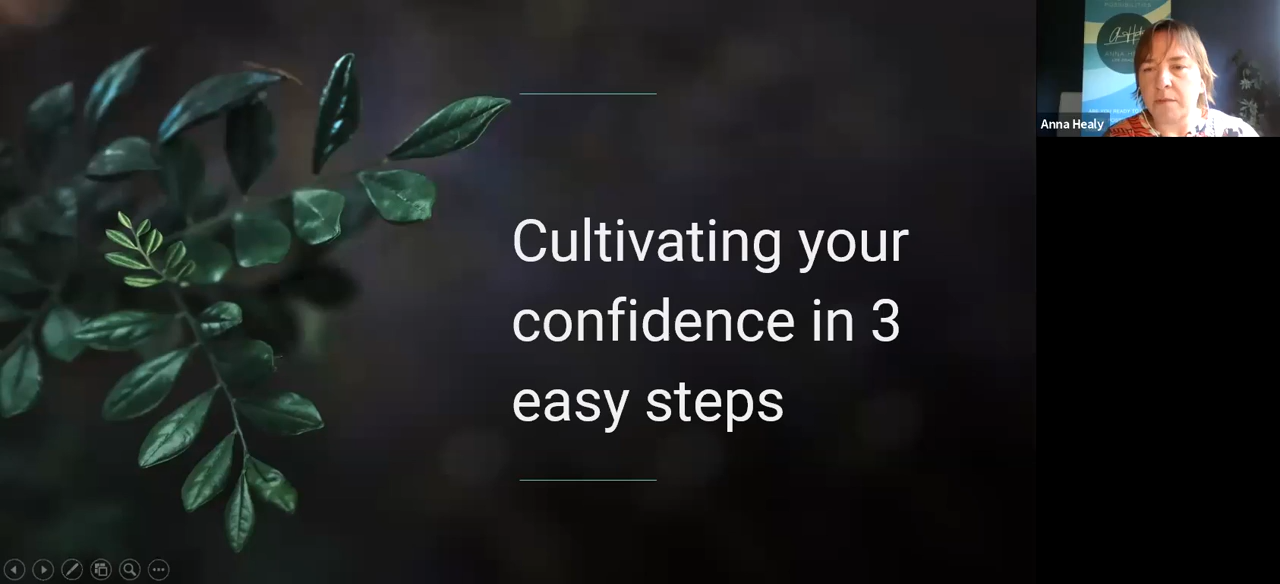 Cultivating your
confidence in 3
easy steps
Anna Healy